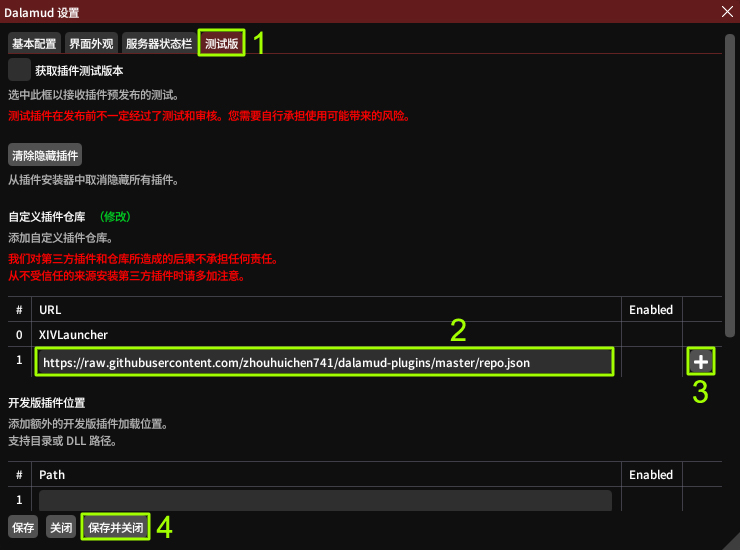 Dalamud 设置
基本配置 界面外观 服务器状态栏 测试版 1
获取插件测试版本
选中此框以接收插件预发布的测试。
测试插件在发布前不一定经过了测试和审核。您需要自行承担使用可能带来的风险。
清除隐藏插件
从插件安装器中取消隐藏所有插件。
自定义插件仓库 （修改）
添加自定义插件仓库。
我们对第三方插件和仓库所造成的后果不承担任何责任。
从不受信任的来源安装第三方插件时请多加注意。
# URL Enabled
0 XIVLauncher
2
1 https://raw.githubusercontent.com/zhouhuichen741/dalamud-plugins/master/repo.json +
3
开发版插件位置
添加额外的开发版插件加载位置。
支持目录或 DLL 路径。
# Path Enabled
1
保存 关闭 保存并关闭 4